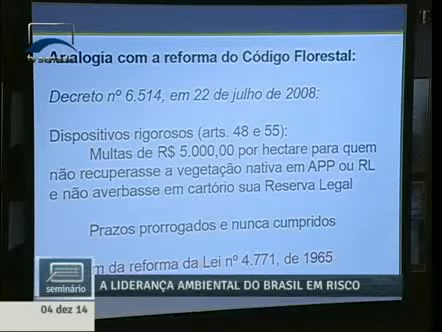 Analogia com a reforma do Código Florestal:
Decreto nº 6.514, em 22 de julho de 2008:
Dispositivos rigorosos (arts. 48 e 55):
Multas de R$ 5.000,00 por hectare para quem
não recuperasse a vegetação nativa em APP ou RL
e não averbasse em cartório sua Reserva Legal
Prazos prorrogados e nunca cumpridos
da reforma da Lei nº 4.771, de 1965
seminário
A LIDERANÇA AMBIENTAL DO BRASIL EM RISCO
04 dez 14